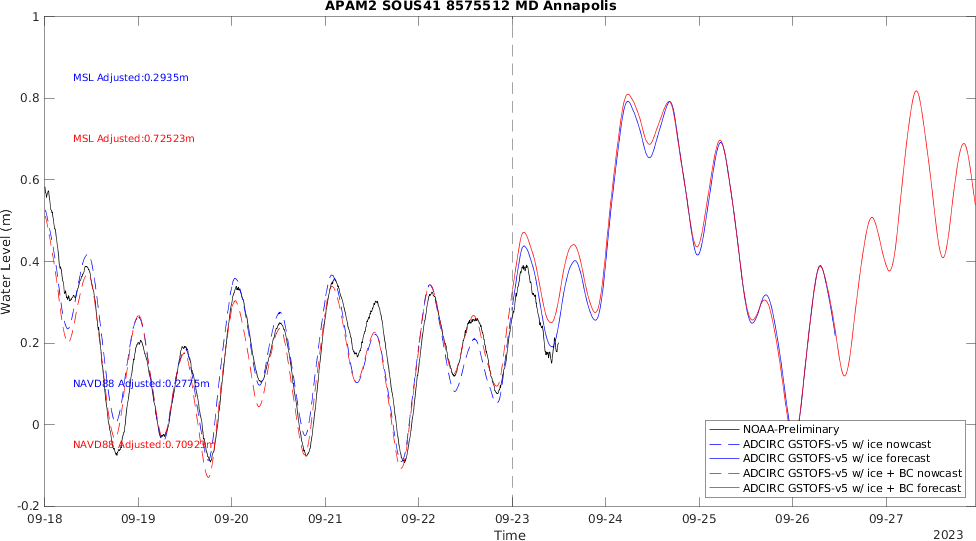 APAM2 SOUS41 8575512 MD Annapolis
1
0.8
0.6
0.4
0.2
0
-0.2
Water Level (m)
MSL Adjusted:0.2935m
MSL Adjusted:0.72523m
NAVD88 Adjusted:0.2775m
NAVD88 Adjusted:0.70923m
NOAA-Preliminary
ADCIRC GSTOFS-v5 w/ ice nowcast
ADCIRC GSTOFS-v5 w/ ice forecast
ADCIRC GSTOFS-v5 w/ ice + BC nowcast
ADCIRC GSTOFS-v5 w/ ice + BC forecast
09-18 09-19 09-20 09-21 09-22 09-23 09-24 09-25 09-26 09-27
Time
2023